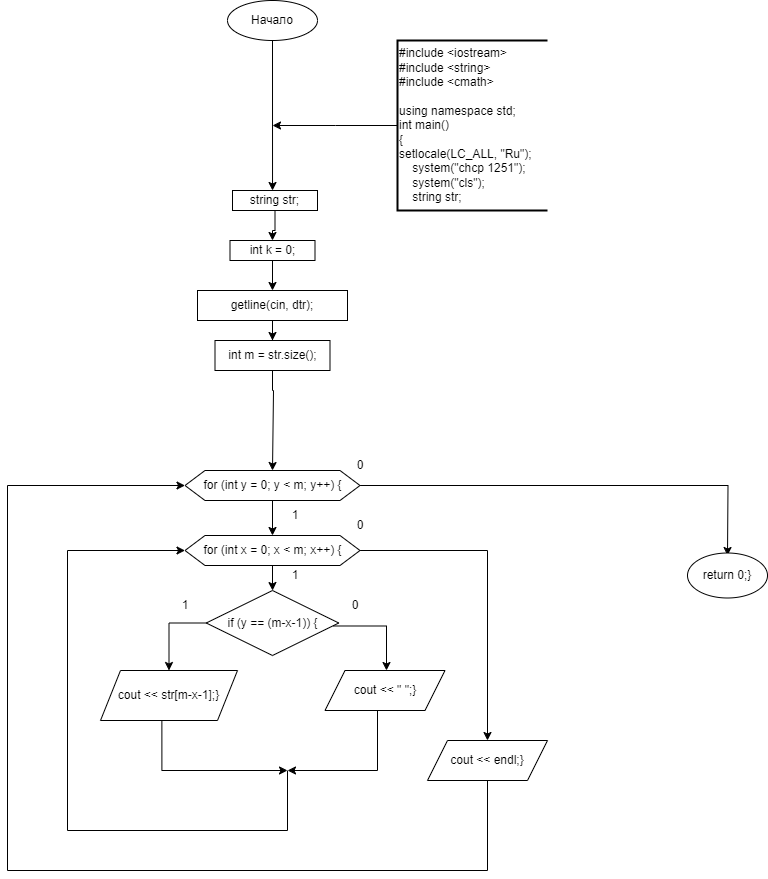 Начало
#include <iostream>
#include <string>
#include <cmath>
using namespace std;
int main()
{
setlocale(LC_ALL, "Ru");
system("chcp 1251");
system("cls");
string str;
string str;
int k = 0;
getline(cin, dtr);
int m = str.size();
0
for (int y = 0; y < m; y++) {
1
0
for (int x = 0; x < m; x++) {
1
return 0;}
1
0
if (y == (m-x-1)) {
cout << str[m-x-1];}
cout << " ";}
cout << endl;}